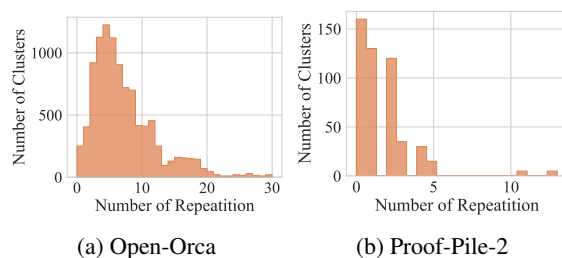 Number of Clusters
1000
500
0
0
10
20
30
Number of Repeatition
(a) Open-Orca
Number of Clusters
150
100
50
0
0
5
10
Number of Repeatition
(b) Proof-Pile-2